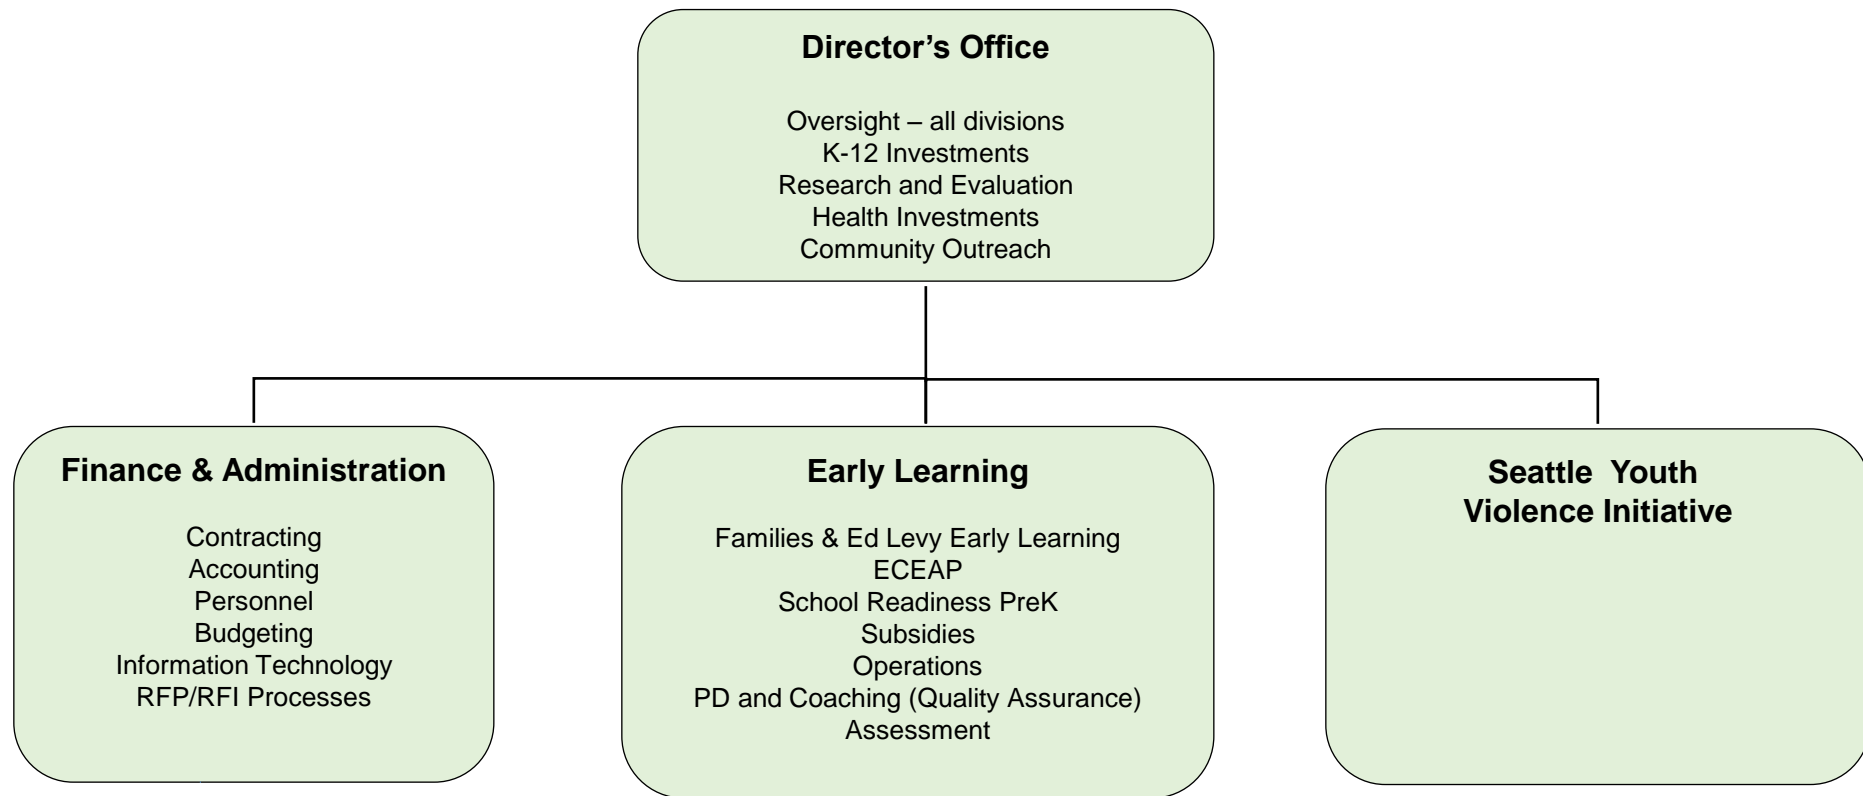 Director’s Office
Oversight – all divisions
K-12 Investments
Research and Evaluation
Health Investments
Community Outreach
Finance & Administration
Contracting
Accounting
Personnel
Budgeting
Information Technology
RFP/RFI Processes
Early Learning
Families & Ed Levy Early Learning
ECEAP
School Readiness PreK
Subsidies
Operations
PD and Coaching (Quality Assurance)
Assessment
Seattle  Youth
Violence Initiative